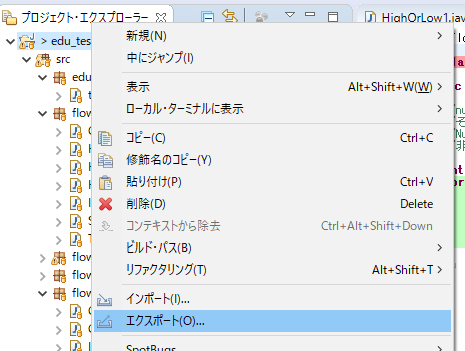 プロジェクト・エクスプローラー
HighOrLow1.jav
> edu_tes
新規(N)
中にジャンプ(I)
src
edu
表示 Alt+Shift+W(W)
ローカル・ターミナルに表示
flow
コピー(C) Ctrl+C
修飾名のコピー(Y)
貼り付け(P) Ctrl+V
削除(D) Delete
コンテキストから除去 Ctrl+Alt+Shift+Down
ビルド・パス(B)
リファクタリング(T) Alt+Shift+T
flow
flow
インポート(I)...
flow
エクスポート(O)...
SpotBugs